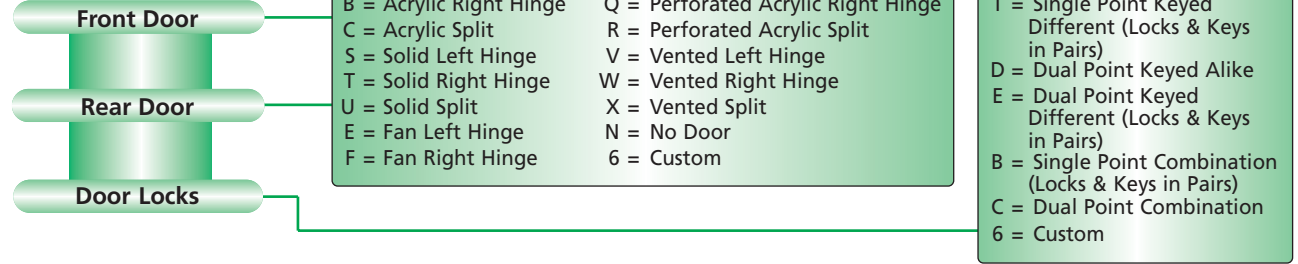 Front Door
Rear Door
Door Locks
B = Acrylic Right Hinge
C = Acrylic Split
S = Solid Left Hinge
T = Solid Right Hinge
U = Solid Split
E = Fan Left Hinge
F = Fan Right Hinge
Q = Perforated Acrylic Right Hinge
R = Perforated Acrylic Split
V = Vented Left Hinge
W = Vented Right Hinge
X = Vented Split
N = No Door
6 = Custom
= Single Point Keyed
Different (Locks & Keys
in Pairs)
D = Dual Point Keyed Alike
E = Dual Point Keyed
Different (Locks & Keys
in Pairs)
B = Single Point Combination
(Locks & Keys in Pairs)
C = Dual Point Combination
6 = Custom